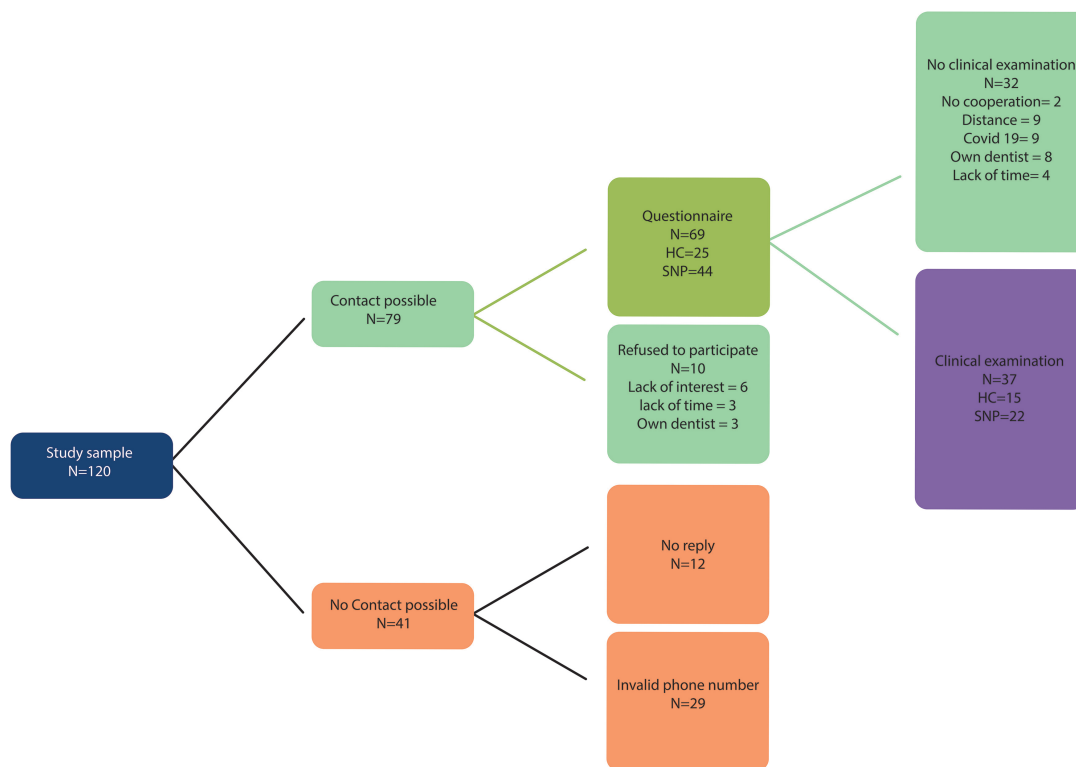 Study sample
N=120
Contact possible
N=79
No Contact possible
N=41
Questionnaire
N=69
HC=25
SNP=44
Refused to participate
N=10
Lack of interest = 6
lack of time = 3
Own dentist = 3
No reply
N=12
Invalid phone number
N=29
No clinical examination
N=32
No cooperation= 2
Distance = 9
Covid 19= 9
Own dentist = 8
Lack of time= 4
Clinical examination
N=37
HC=15
SNP=22